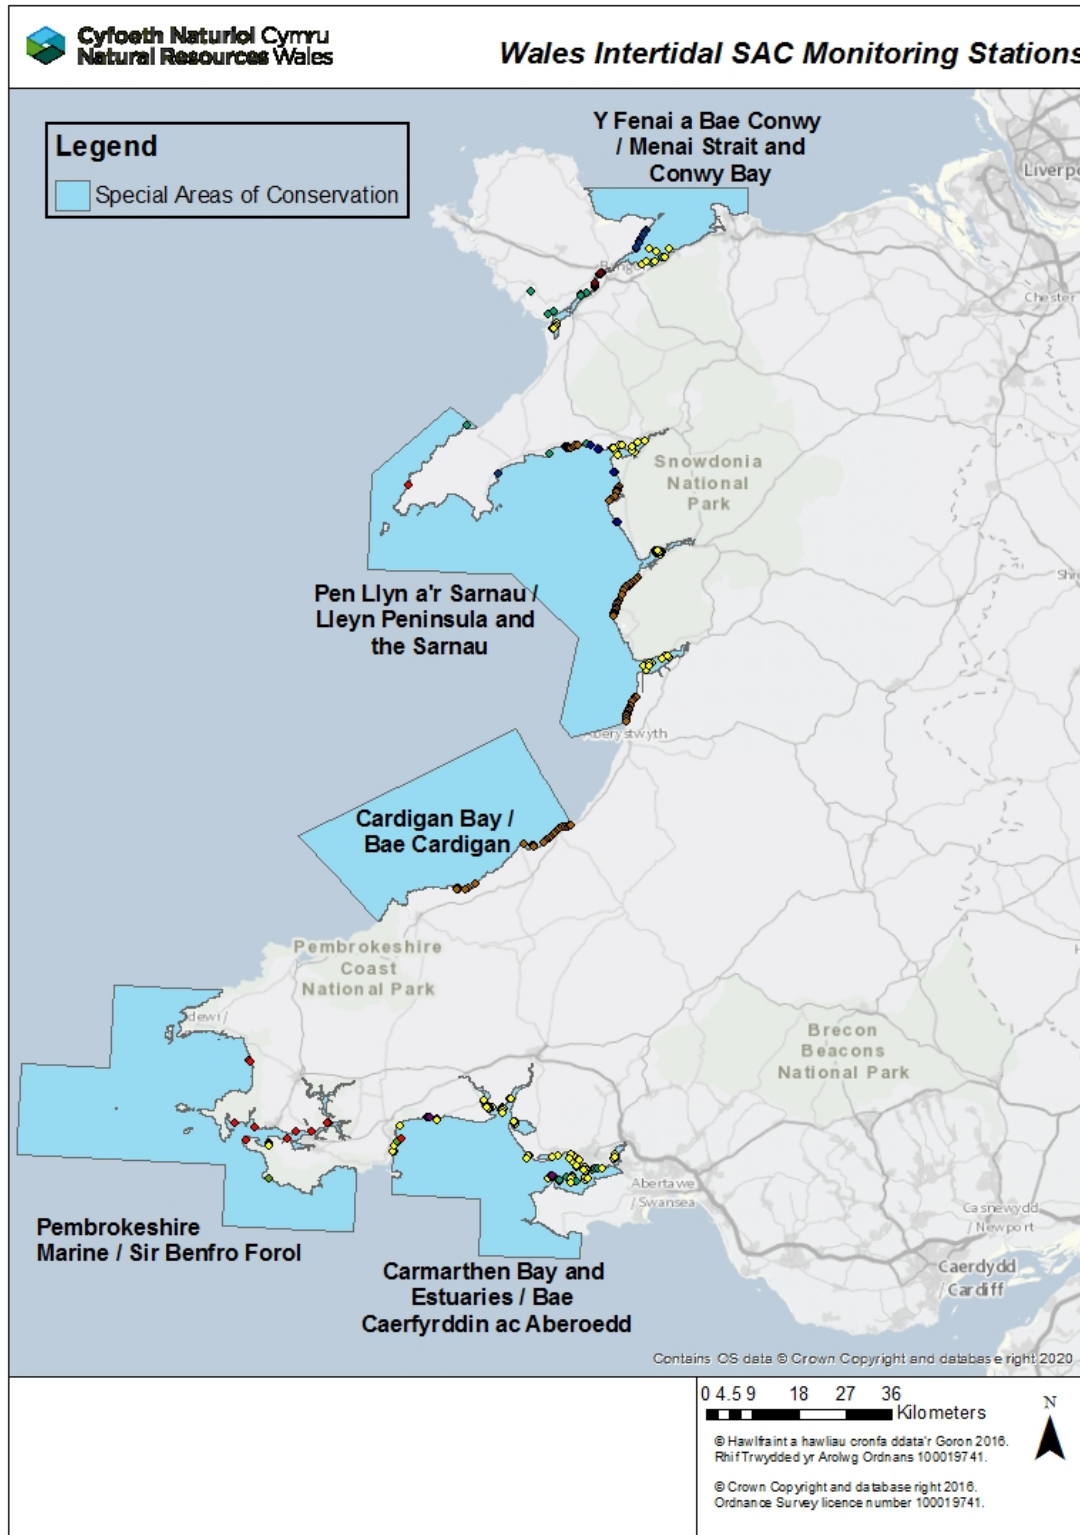 Cyfoeth Naturiol Cymru
Natural Resources Wales
Wales Intertidal SAC Monitoring Stations
Legend
Special Areas of Conservation
Y Fenai a Bae Conwy
/ Menai Strait and
Conwy Bay
Liverpo
Chester
Snowdonia
National
Park
Pen Llyn a'r Sarnau /
Lleyn Peninsula and
the Sarnau
Aberystwyth
Cardigan Bay /
Bae Cardigan
Pembrokeshire
Coast
National Park
dewi /
Brecon
Beacons
National Park
Abertawe
/ Swansea
Casnewydd
/ Newport
Caerdydd
/ Cardiff
Pembrokeshire
Marine / Sir Benfro Forol
Carmarthen Bay and
Estuaries / Bae
Caerfyrddin ac Aberoedd
Contains OS data © Crown Copyright and database right 2020
0 4.5 9 18 27 36
Kilometers
N
© Hawlfraint a hawliau cronfa ddata'r Goron 2016.
Rhif Trwydded yr Arolwg Ordnans 100019741.
© Crown Copyright and database right 2016.
Ordnance Survey licence number 100019741.